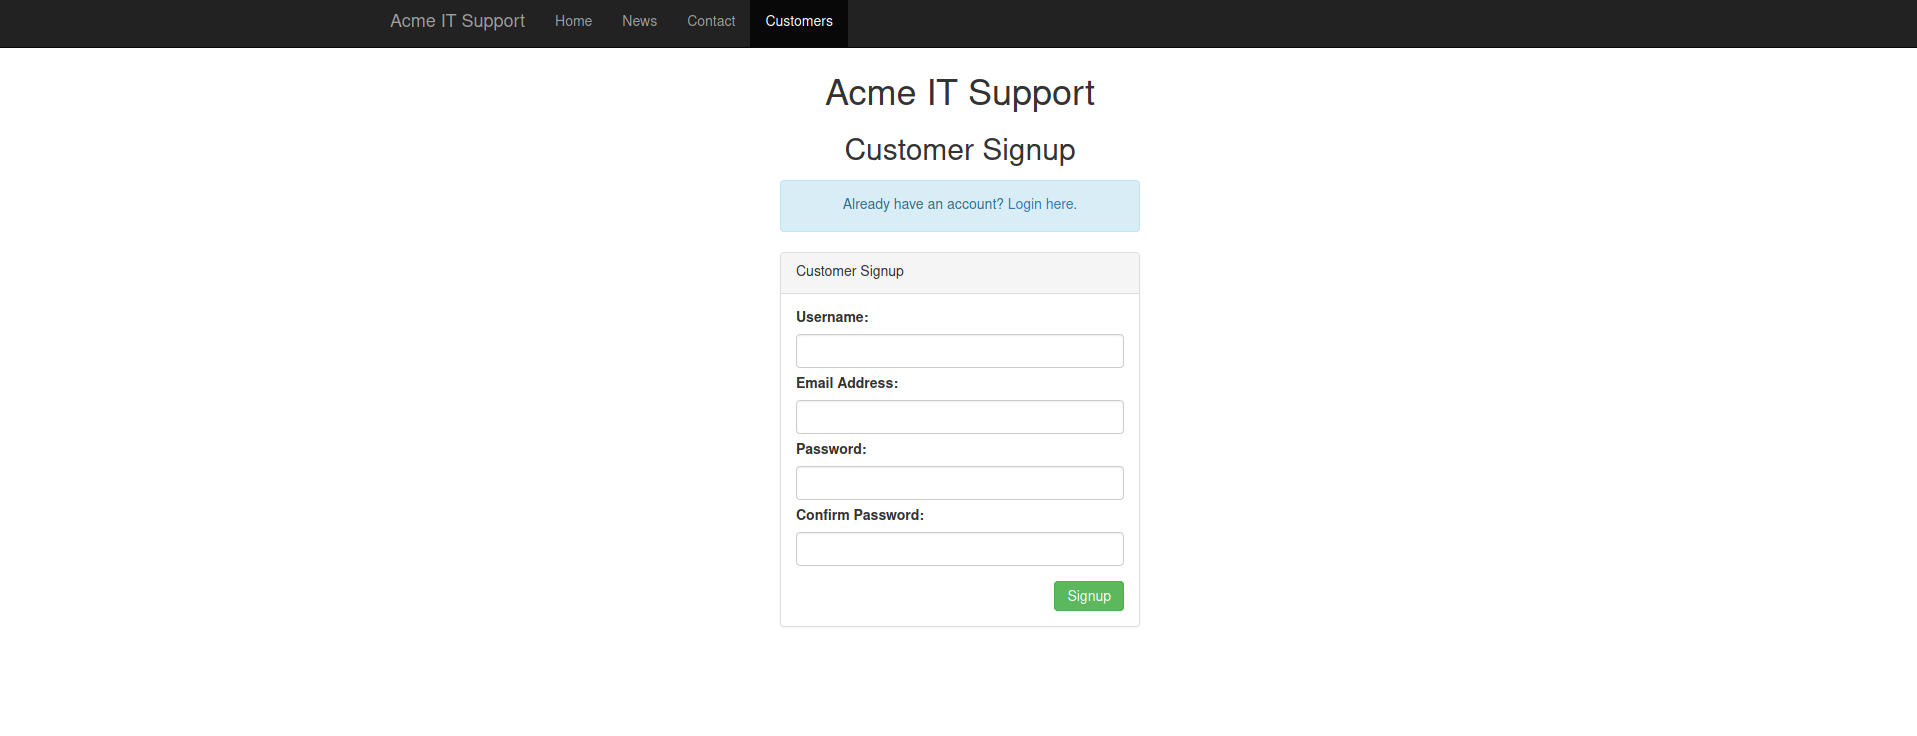 Acme IT Support Home News Contact Customers
Acme IT Support
Customer Signup
Already have an account? Login here.
Customer Signup
Username:
Email Address:
Password:
Confirm Password:
Signup